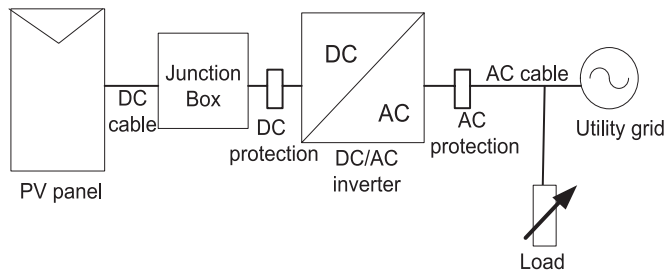 PV panel
DC
cable
Junction
Box
DC
protection
DC
AC
DC/AC
inverter
AC
protection
AC cable
Utility grid
Load